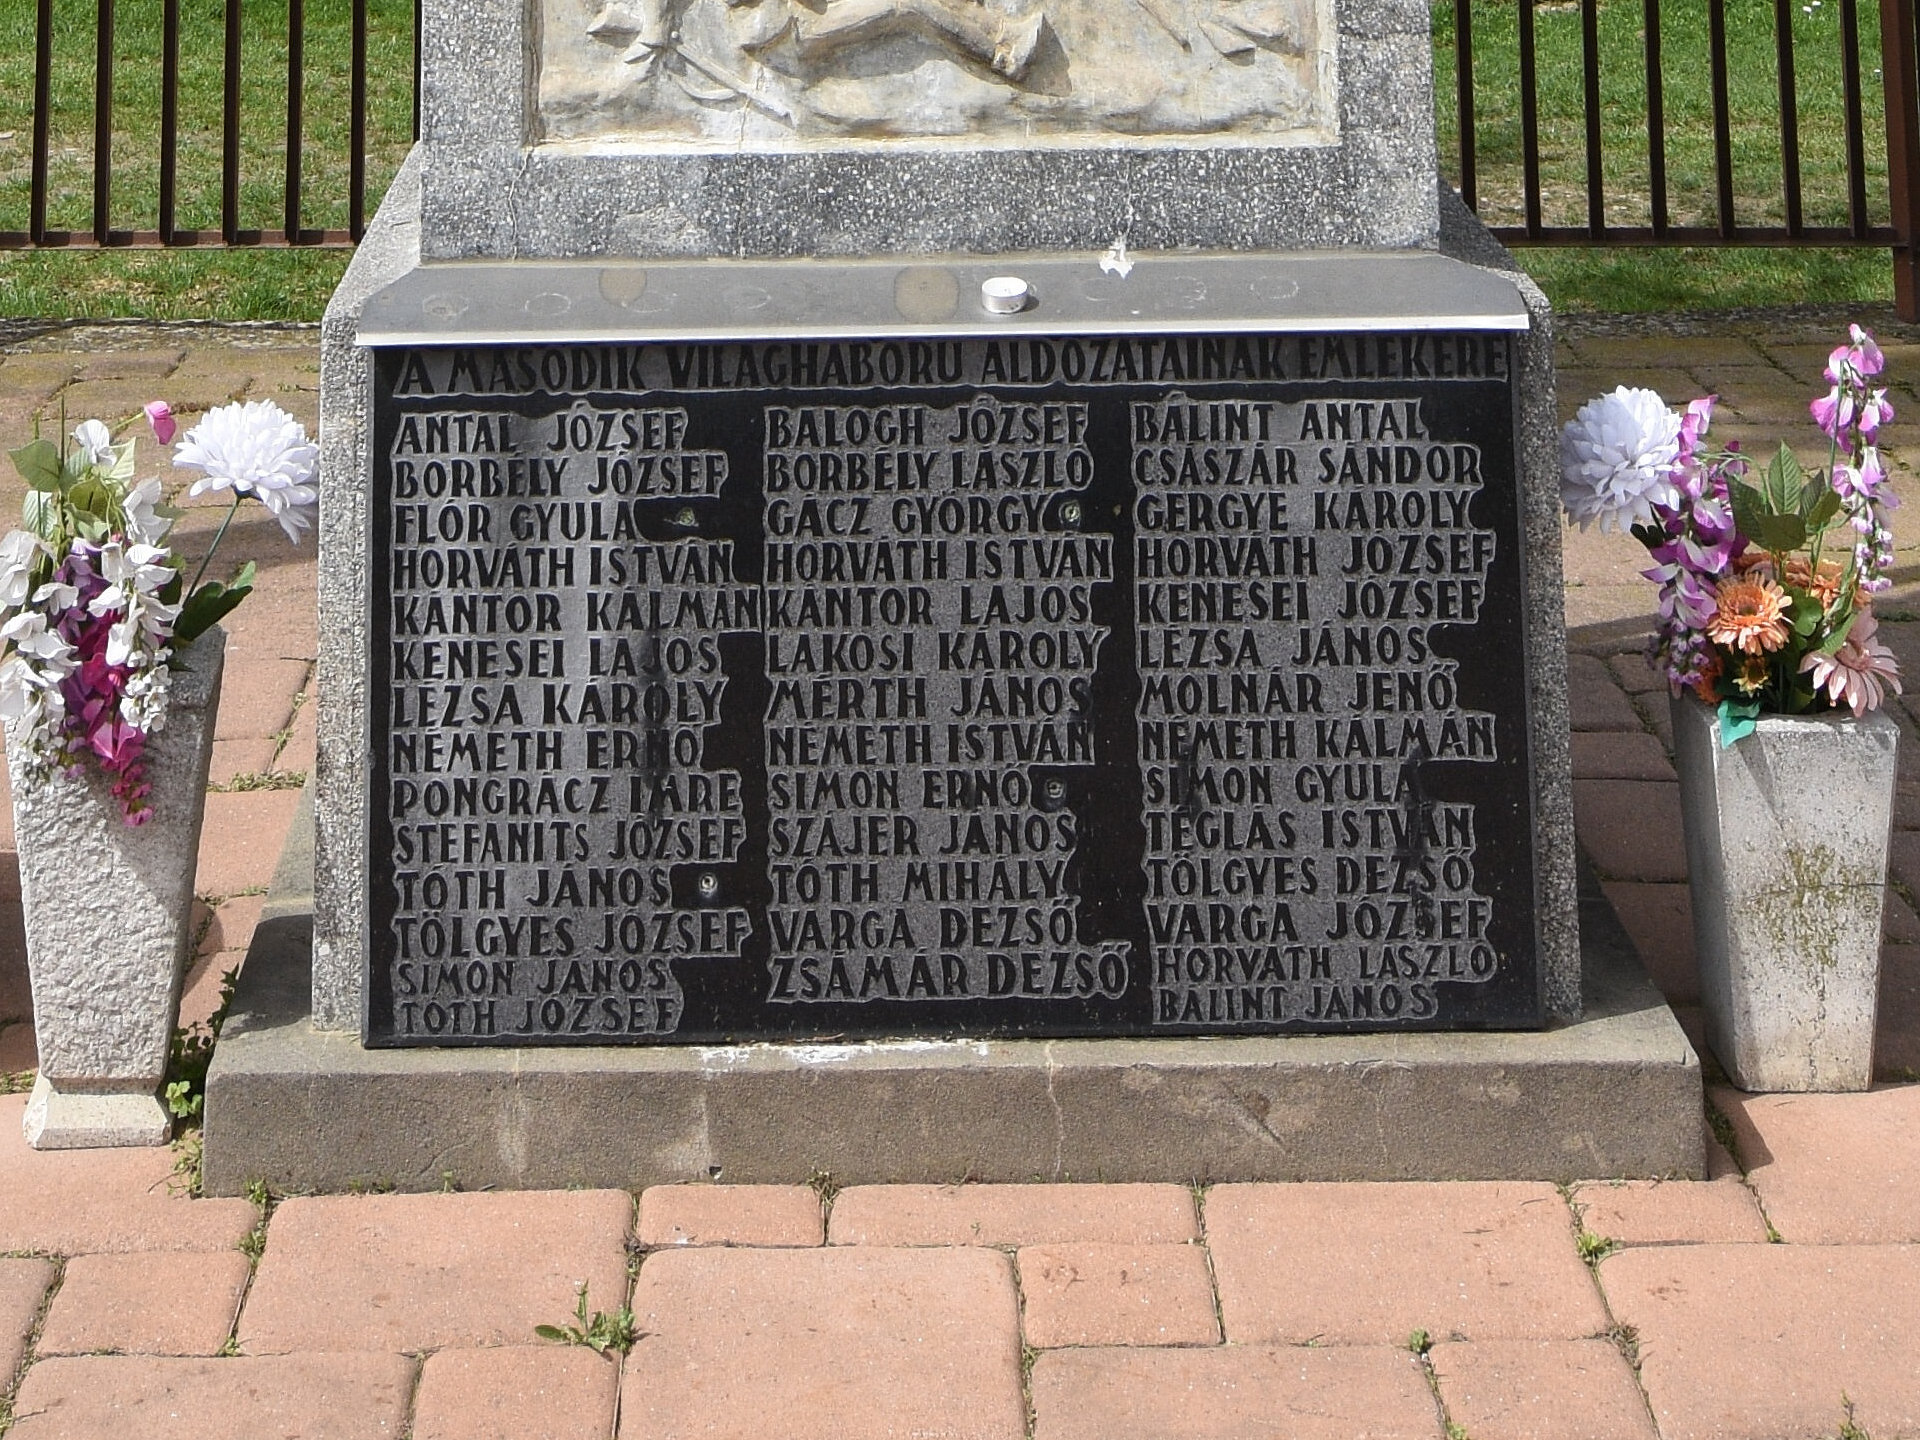 A MÁSODIK VILÁGHÁBORÚ ÁLDOZATAINAK EMLÉKÉRE
ANTAL JÓZSEF BALOGH JÓZSEF BÁLINT ANTAL
BORBÉLY JÓZSEF BORBÉLY LÁSZLÓ CSÁSZÁR SÁNDOR
FLÓR GYULA GÁCZ GYÖRGY GERGYE KÁROLY
HORVÁTH ISTVÁN HORVÁTH ISTVÁN HORVÁTH JÓZSEF
KÁNTOR KÁLMÁN KÁNTOR LAJOS KENESEI JÓZSEF
KENESEI LAJOS LAKOSI KÁROLY LÉZSA JÁNOS
LÉZSA KÁROLY MÉRTH JÁNOS MOLNÁR JENŐ
NÉMETH ERNŐ NÉMETH ISTVÁN NÉMETH KÁLMÁN
PONGRÁCZ IMRE SIMON ERNŐ SIMON GYULA
STEFANITS JÓZSEF SZÁJER JÁNOS TÉGLÁS ISTVÁN
TÓTH JÁNOS TÓTH MIHÁLY TÖLGYES DEZSŐ
TÖLGYES JÓZSEF VARGA DEZSŐ VARGA JÓZSEF
SIMON JÁNOS ZSÁMÁR DEZSŐ HORVÁTH LÁSZLÓ
TÓTH JÓZSEF BÁLINT JÁNOS